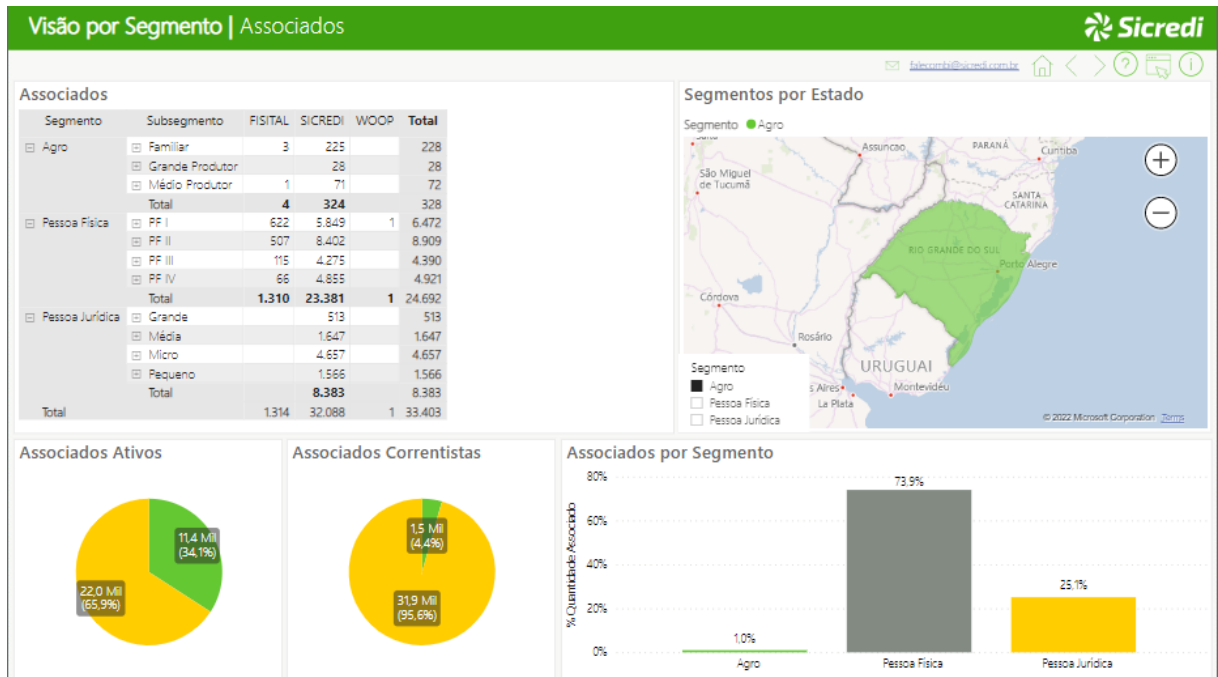 Visão por Segmento | Associados
Sicredi
falecombi@sicredi.com.br
Associados
Segmento Subsegmento FISITAL SICREDI WOOP Total
Agro Familiar 3 225 228
Grande Produtor 28 28
Médio Produtor 1 71 72
Total 4 324 328
Pessoa Física PF I 622 5.849 1 6.472
PF II 507 8.402 8.909
PF III 115 4.275 4.390
PF IV 66 4.855 4.921
Total 1.310 23.381 1 24.692
Pessoa Jurídica Grande 513 513
Média 1.647 1.647
Micro 4.657 4.657
Pequeno 1.566 1.566
Total 8.383 8.383
Total 1.314 32.088 1 33.403
Segmentos por Estado
Segmento Agro
Assuncao
PARANÁ
Curitiba
São Miguel
de Tucumã
SANTA
CATARINA
RIO GRANDE DO SUL
Porto Alegre
Córdova
Rosário
URUGUAI
s Aires
Montevidéu
La Plata
Segmento
Agro
Pessoa Física
Pessoa Jurídica
© 2022 Microsoft Corporation Terms
Associados Ativos
11,4 Mil
(34,1%)
22,0 Mil
(65,9%)
Associados Correntistas
1,5 Mil
(4,4%)
31,9 Mil
(95,6%)
Associados por Segmento
% Quantidade Associado
80%
60%
40%
20%
0%
1,0%
73,9%
25,1%
Agro
Pessoa Física
Pessoa Jurídica